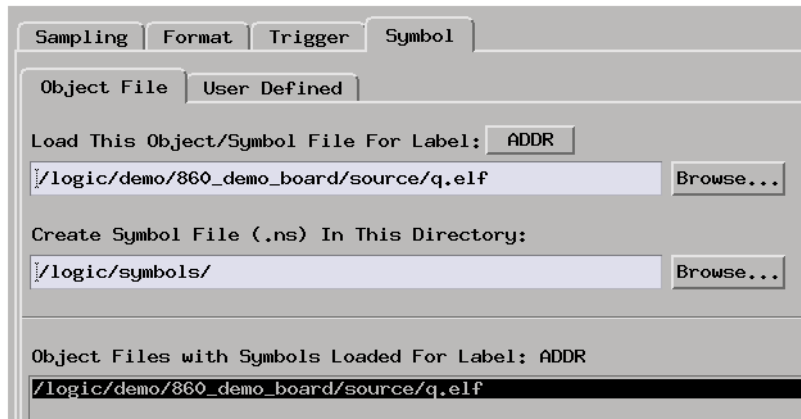 Sampling Format Trigger Symbol
Object File User Defined
Load This Object/Symbol File For Label: ADDR
/logic/demo/860_demo_board/source/q.elf Browse...
Create Symbol File (.ns) In This Directory:
/logic/symbols/ Browse...
Object Files with Symbols Loaded For Label: ADDR
/logic/demo/860_demo_board/source/q.elf